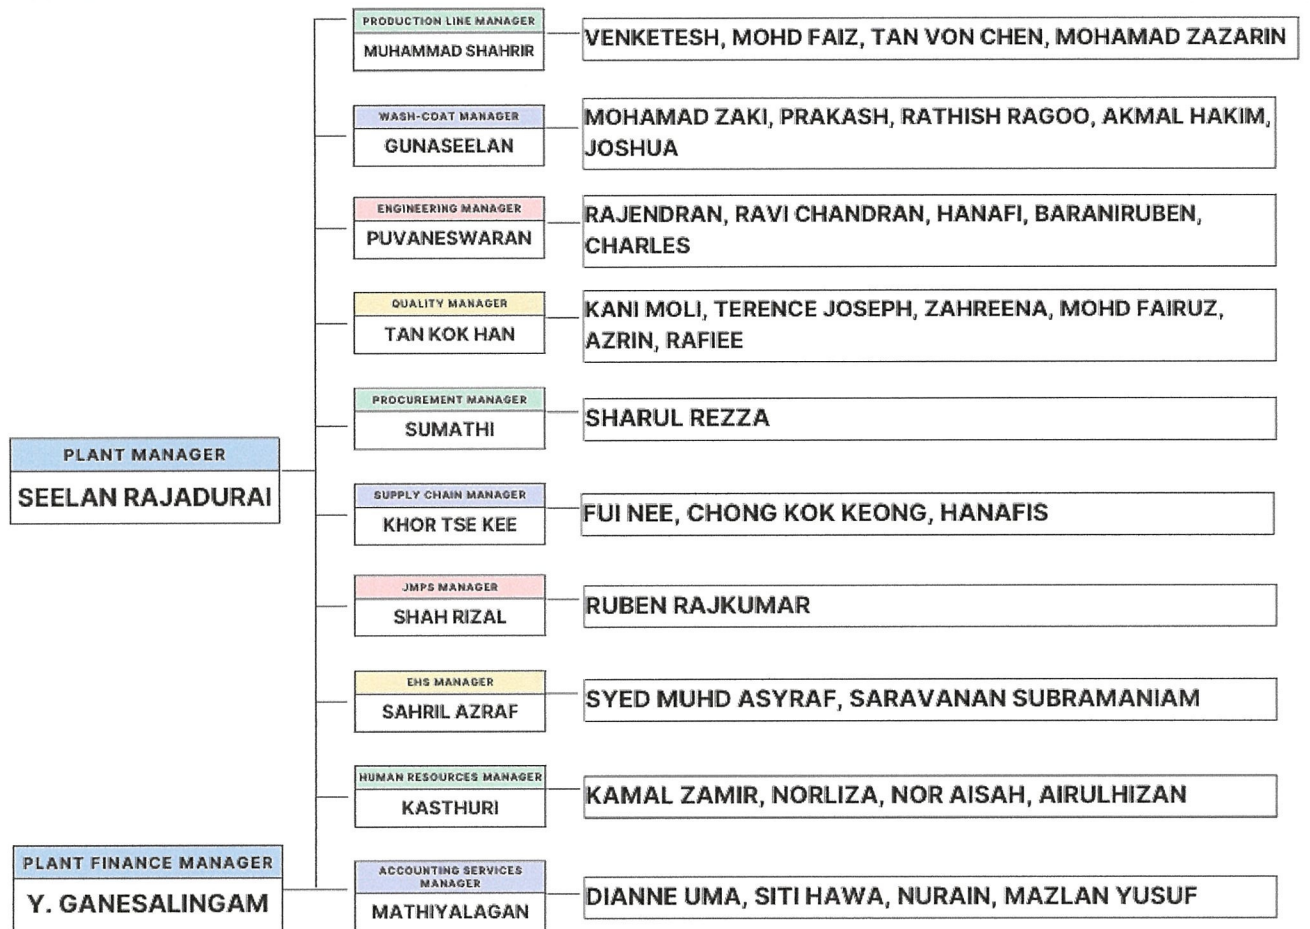 PRODUCTION LINE MANAGER
MUHAMMAD SHAHRIR
VENKETESH, MOHD FAIZ, TAN VON CHEN, MOHAMAD ZAZARIN
WASH-COAT MANAGER
GUNASEELAN
MOHAMAD ZAKI, PRAKASH, RATHISH RAGOO, AKMAL HAKIM,
JOSHUA
ENGINEERING MANAGER
PUVANESWARAN
RAJENDRAN, RAVI CHANDRAN, HANAFI, BARANIRUBEN,
CHARLES
QUALITY MANAGER
TAN KOK HAN
KANI MOLI, TERENCE JOSEPH, ZAHREENA, MOHD FAIRUZ,
AZRIN, RAFIEE
PROCUREMENT MANAGER
SUMATHI
SHARUL REZZA
PLANT MANAGER
SEELAN RAJADURAI
SUPPLY CHAIN MANAGER
KHOR TSE KEE
FUI NEE, CHONG KOK KEONG, HANAFIS
JMPS MANAGER
SHAH RIZAL
RUBEN RAJKUMAR
EHS MANAGER
SAHRIL AZRAF
SYED MUHD ASYRAF, SARAVANAN SUBRAMANIAM
HUMAN RESOURCES MANAGER
KASTHURI
KAMAL ZAMIR, NORLIZA, NOR AISAH, AIRULHIZAN
PLANT FINANCE MANAGER
Y. GANESALINGAM
ACCOUNTING SERVICES
MANAGER
MATHIYALAGAN
DIANNE UMA, SITI HAWA, NURAIN, MAZLAN YUSUF